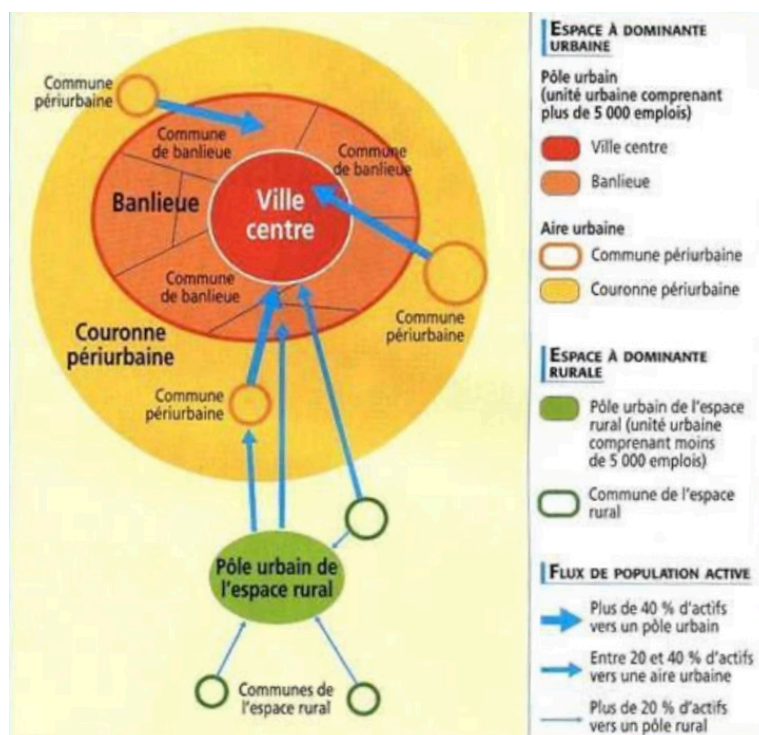 Commune
périurbaine
Commune
de banlieue
Commune
de banlieue
Banlieue
Ville
centre
Commune
de banlieue
Commune
périurbaine
Couronne
périurbaine
Commune
périurbaine
Pôle urbain de
l'espace rural
Communes de
l'espace rural
ESPACE À DOMINANTE
URBAINE
Pôle urbain
(unité urbaine comprenant
plus de 5 000 emplois)
Ville centre
Banlieue
Aire urbaine
Commune périurbaine
Couronne périurbaine
ESPACE À DOMINANTE
RURALE
Pôle urbain de l'espace
rural (unité urbaine
comprenant moins
de 5 000 emplois)
Commune de l'espace
rural
FLUX DE POPULATION ACTIVE
Plus de 40 % d'actifs
vers un pôle urbain
Entre 20 et 40 % d'actifs
vers une aire urbaine
Plus de 20 % d'actifs
vers un pôle rural